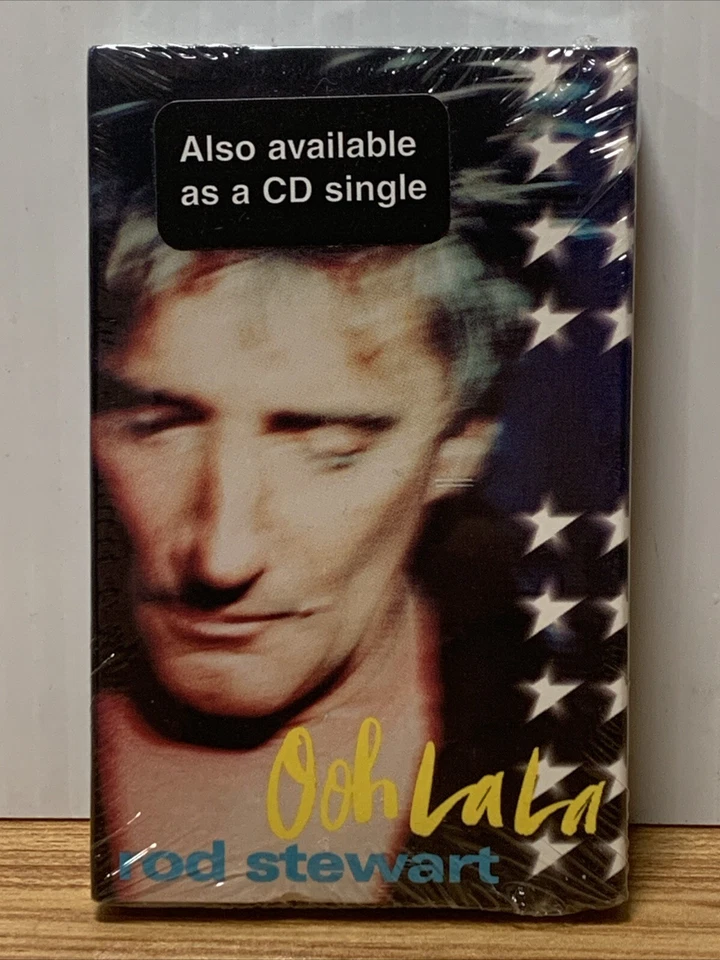 Also available
as a CD single
Ooh La La
rod stewart